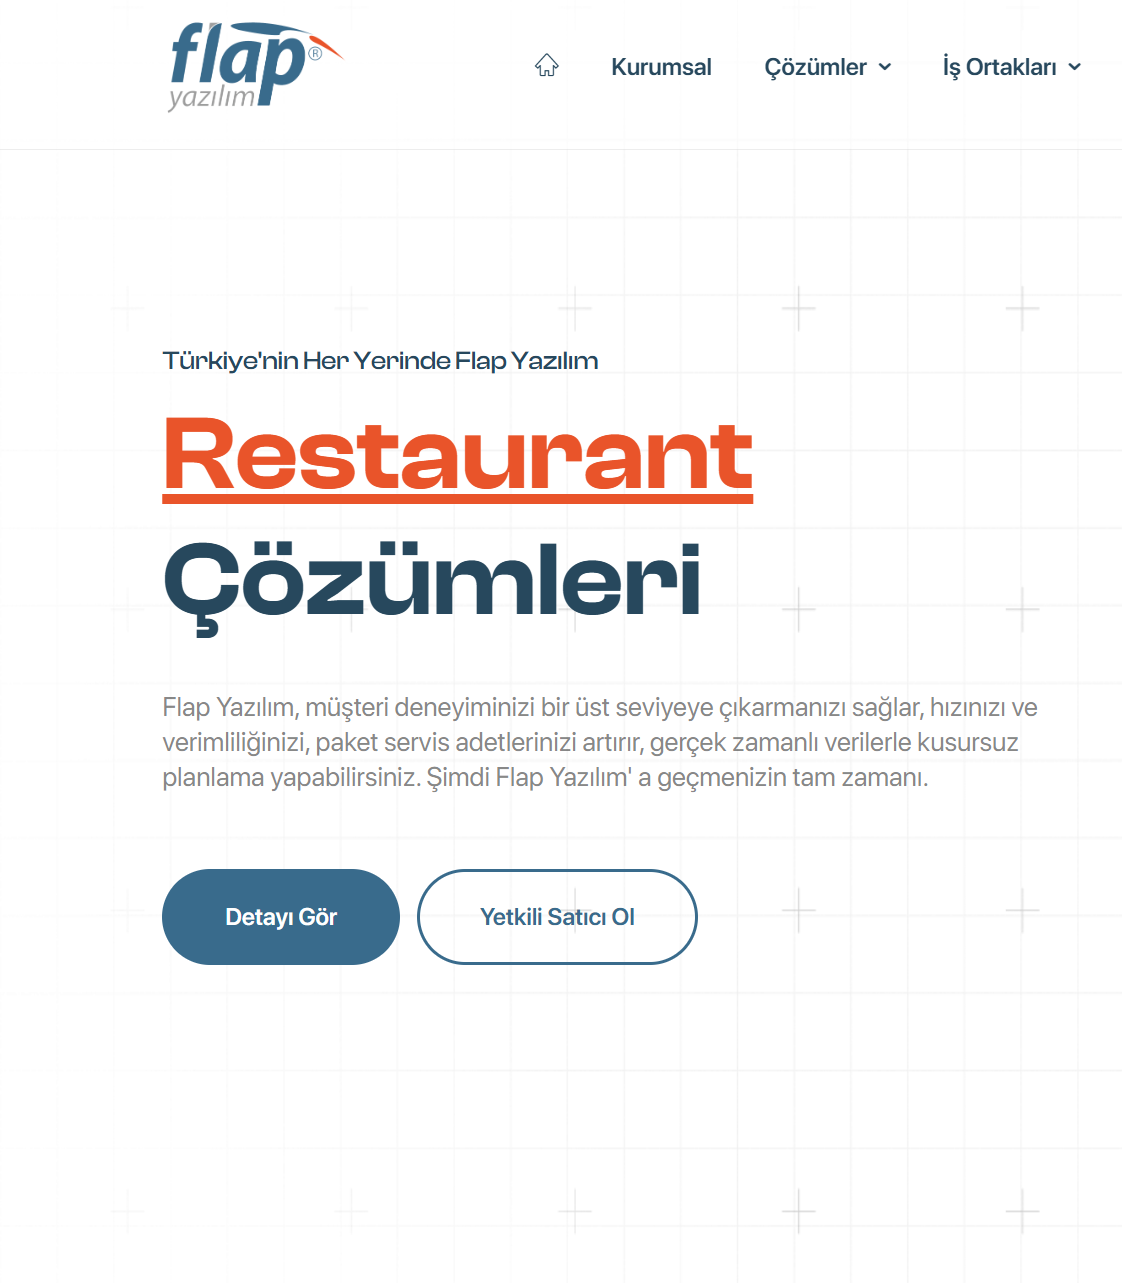 flap®
yazılım
Kurumsal
Çözümler
İş Ortakları
Türkiye'nin Her Yerinde Flap Yazılım
Restaurant
Çözümleri
Flap Yazılım, müşteri deneyiminizi bir üst seviyeye çıkarmanızı sağlar, hızınızı ve
verimliliğinizi, paket servis adetlerinizi artırır, gerçek zamanlı verilerle kusursuz
planlama yapabilirsiniz. Şimdi Flap Yazılım' a geçmenizin tam zamanı.
Detayı Gör
Yetkili Satıcı Ol